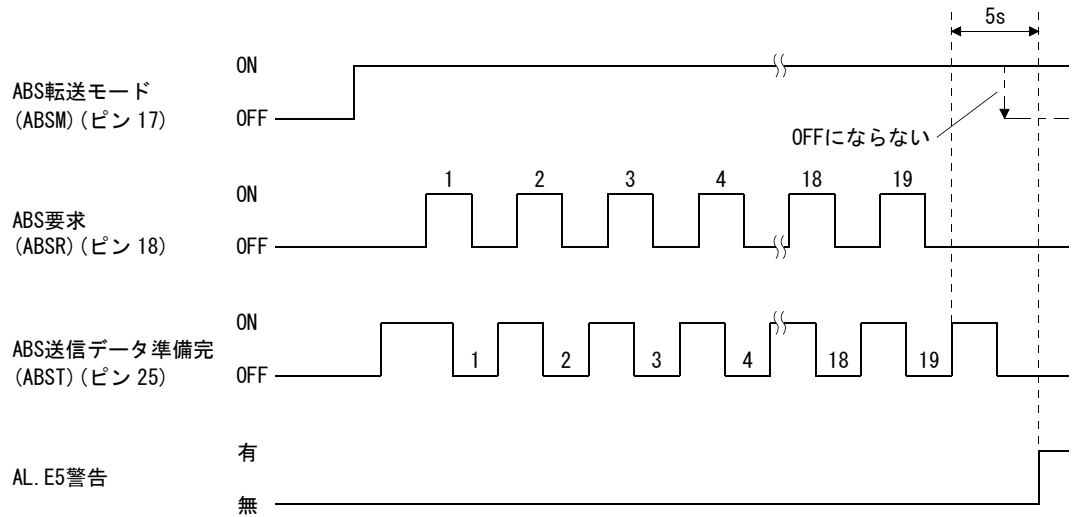 5s
ON
ABS転送モード
(ABSM)(ピン 17)
OFF
OFFにならない
1 2 3 4 18 19
ON
ABS要求
(ABSR)(ピン 18)
OFF
ON
ABS送信データ準備完
(ABST)(ピン 25)
OFF
1 2 3 4 18 19
有
AL.E5警告
無